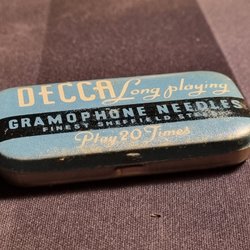 DECCA Long playing
GRAMOPHONE NEEDLES
FINEST SHEFFIELD STEEL
Play 20 Times